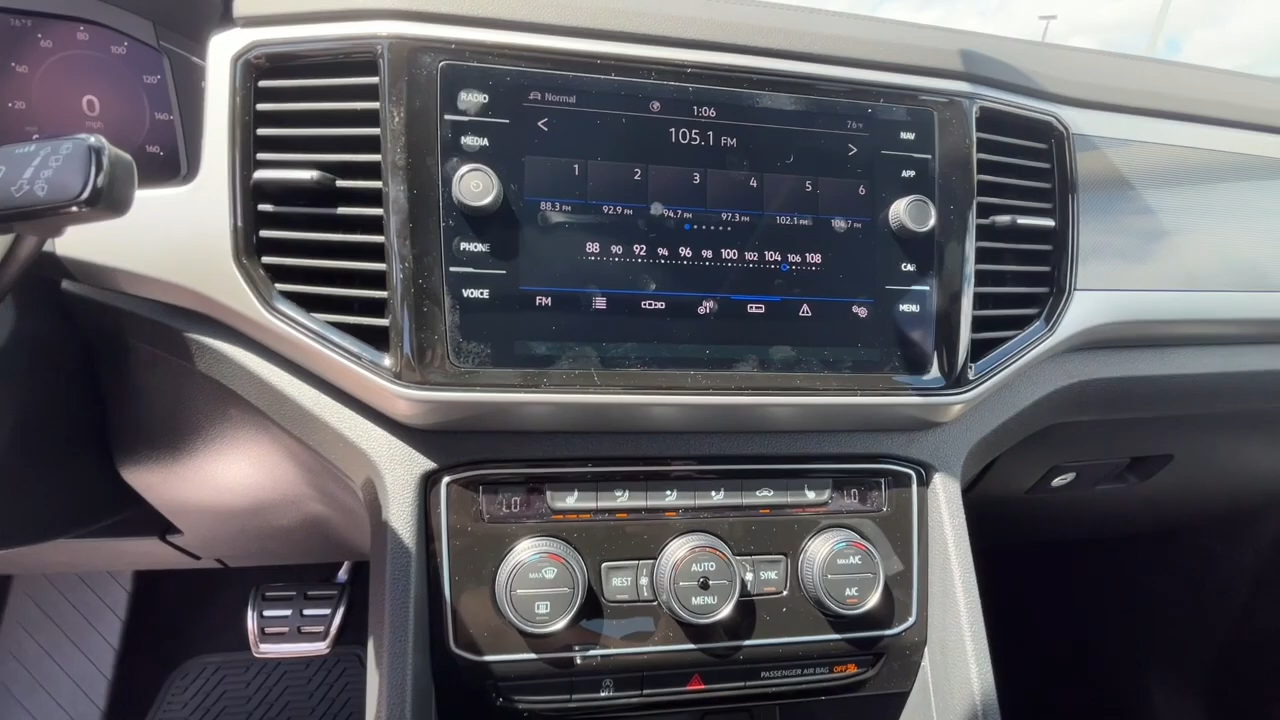 76°F
60
80
100
40
120
20
0
140
mph
160
RADIO
MEDIA
PHONE
VOICE
Normal
1:06
76°F
105.1 FM
1 2 3 4 5 6
88.3 FM 92.9 FM 94.7 FM 97.3 FM 102.1 FM 104.7 FM
88 90 92 94 96 98 100 102 104 106 108
FM
NAV
APP
CAR
MENU
LO
LO
MAX
REST
AUTO
MENU
SYNC
MAX A/C
A/C
OFF
PASSENGER AIR BAG OFF